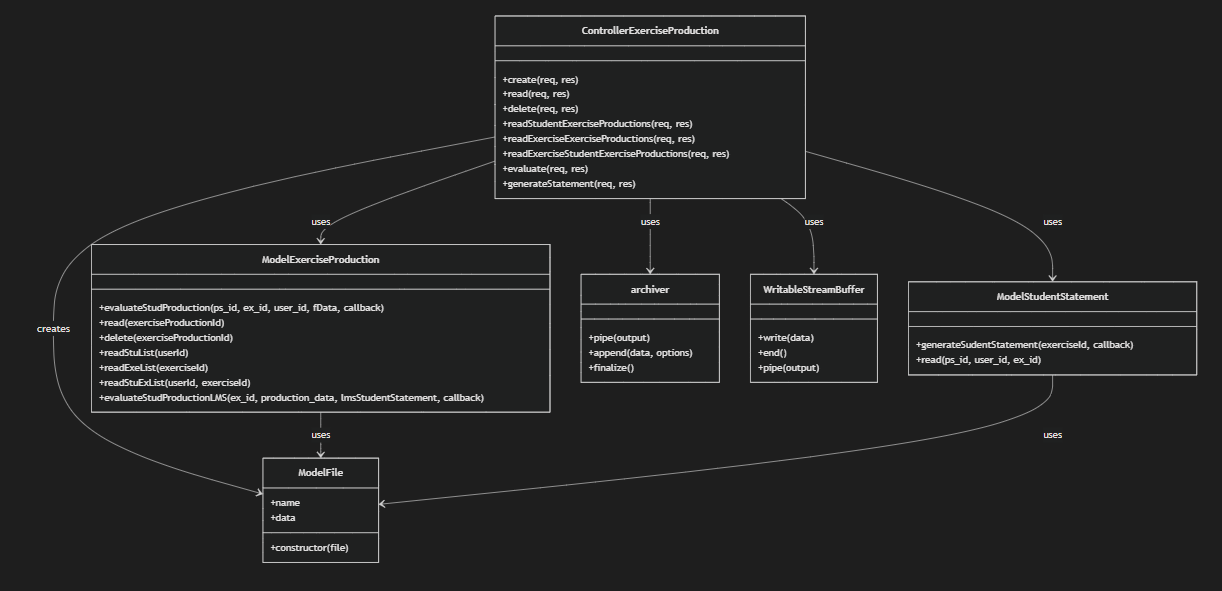 ControllerExerciseProduction
+create(req, res)
+read(req, res)
+delete(req, res)
+readStudentExerciseProductions(req, res)
+readExerciseExerciseProductions(req, res)
+readExerciseStudentExerciseProductions(req, res)
+evaluate(req, res)
+generateStatement(req, res)
uses
uses
uses
uses
ModelExerciseProduction
+evaluateStudProduction(ps_id, ex_id, user_id, fData, callback)
+read(exerciseProductionId)
+delete(exerciseProductionId)
+readStuList(userId)
+readExeList(exerciseId)
+readStuExList(userId, exerciseId)
+evaluateStudProductionLMS(ex_id, production_data, lmsStudentStatement, callback)
archiver
+pipe(output)
+append(data, options)
+finalize()
WritableStreamBuffer
+write(data)
+end()
+pipe(output)
ModelStudentStatement
+generateSudentStatement(exerciseId, callback)
+read(ps_id, user_id, ex_id)
creates
uses
uses
ModelFile
+name
+data
+constructor(file)